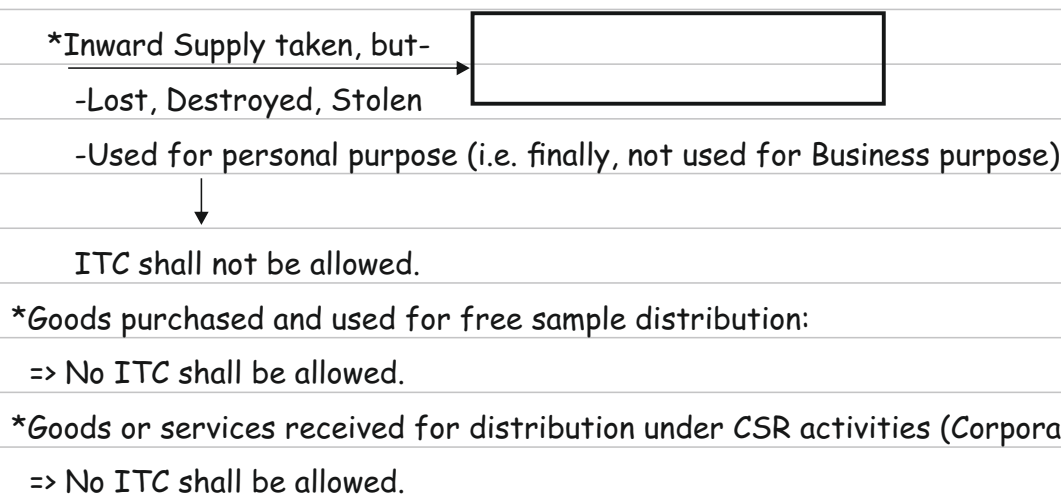 *Inward Supply taken, but-
-Lost, Destroyed, Stolen
-Used for personal purpose (i.e. finally, not used for Business purpose)
ITC shall not be allowed.
*Goods purchased and used for free sample distribution:
=> No ITC shall be allowed.
*Goods or services received for distribution under CSR activities (Corpora
=> No ITC shall be allowed.